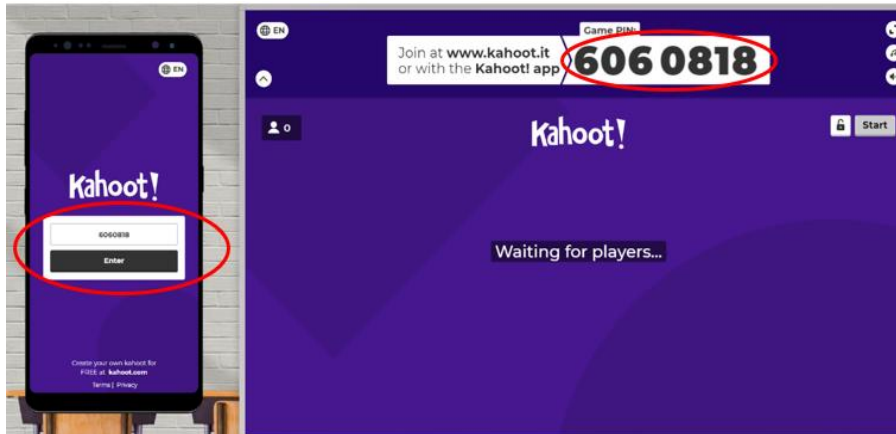 EN
Kahoot!
6060818
Enter
Create your own kahoot for
FREE at kahoot.com
Terms | Privacy
EN
Game PIN:
Join at www.kahoot.it
or with the Kahoot! app
606 0818
0
Kahoot!
Start
Waiting for players...